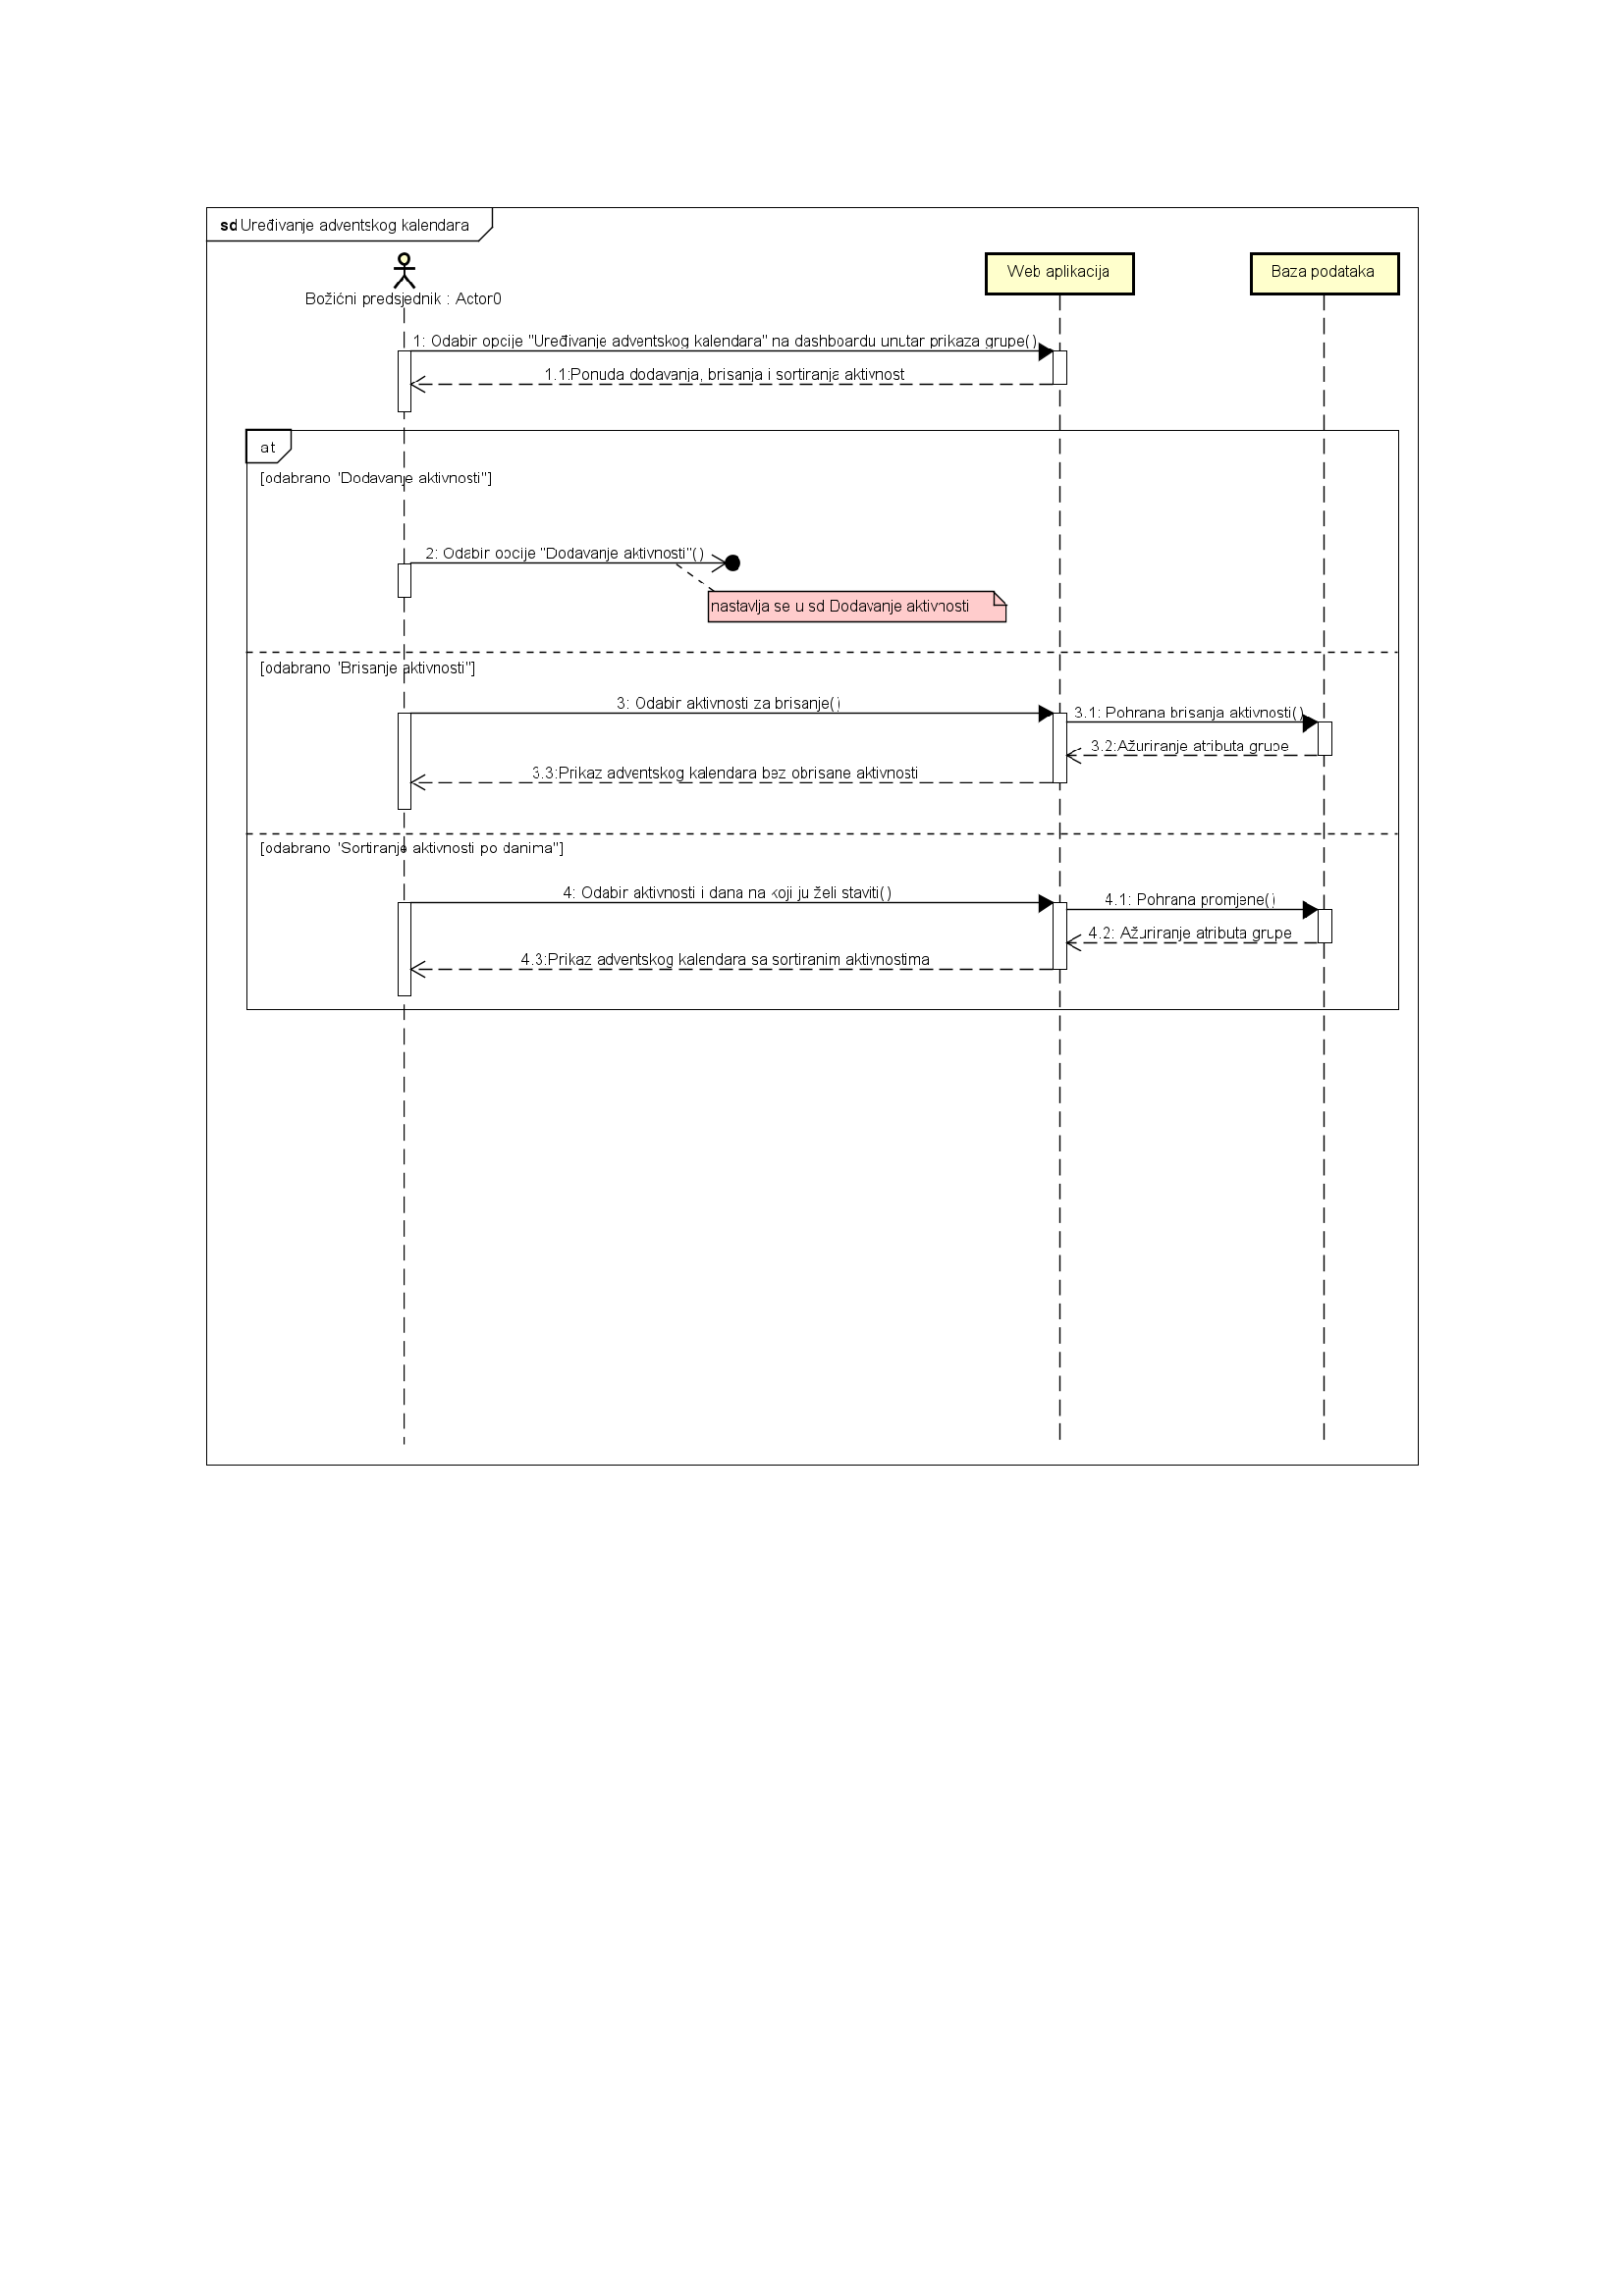 sd Uređivanje adventskog kalendara
Božićni predsjednik : Actor0
Web aplikacija
Baza podataka
1: Odabir opcije "Uređivanje adventskog kalendara" na dashboardu unutar prikaza grupe()
1.1:Ponuda dodavanja, brisanja i sortiranja aktivnost
at
[odabrano "Dodavanje aktivnosti"]
2: Odabir opcije "Dodavanje aktivnosti"()
nastavlja se u sd Dodavanje aktivnosti
[odabrano "Brisanje aktivnosti"]
3: Odabir aktivnosti za brisanje()
3.1: Pohrana brisanja aktivnosti()
3.2:Ažuriranje atributa grupe
3.3:Prikaz adventskog kalendara bez obrisane aktivnosti
[odabrano "Sortiranje aktivnosti po danima"]
4: Odabir aktivnosti i dana na koji ju želi staviti()
4.1: Pohrana promjene()
4.2: Ažuriranje atributa grupe
4.3:Prikaz adventskog kalendara sa sortiranim aktivnostima